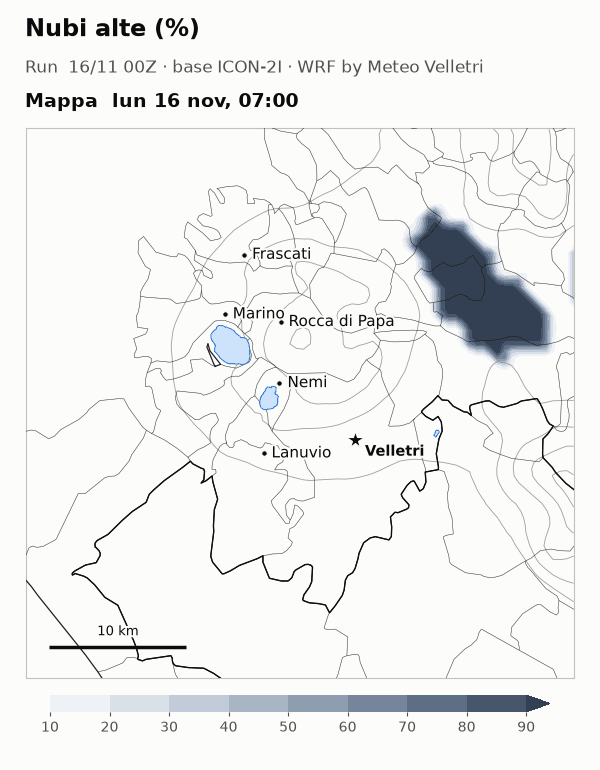 Nubi alte (%)
Run  16/11 00Z · base ICON-2I · WRF by Meteo Velletri
Mappa  lun 16 nov, 07:00
Frascati
Marino
Rocca di Papa
Nemi
Velletri
Lanuvio
10 km
10 20 30 40 50 60 70 80 90